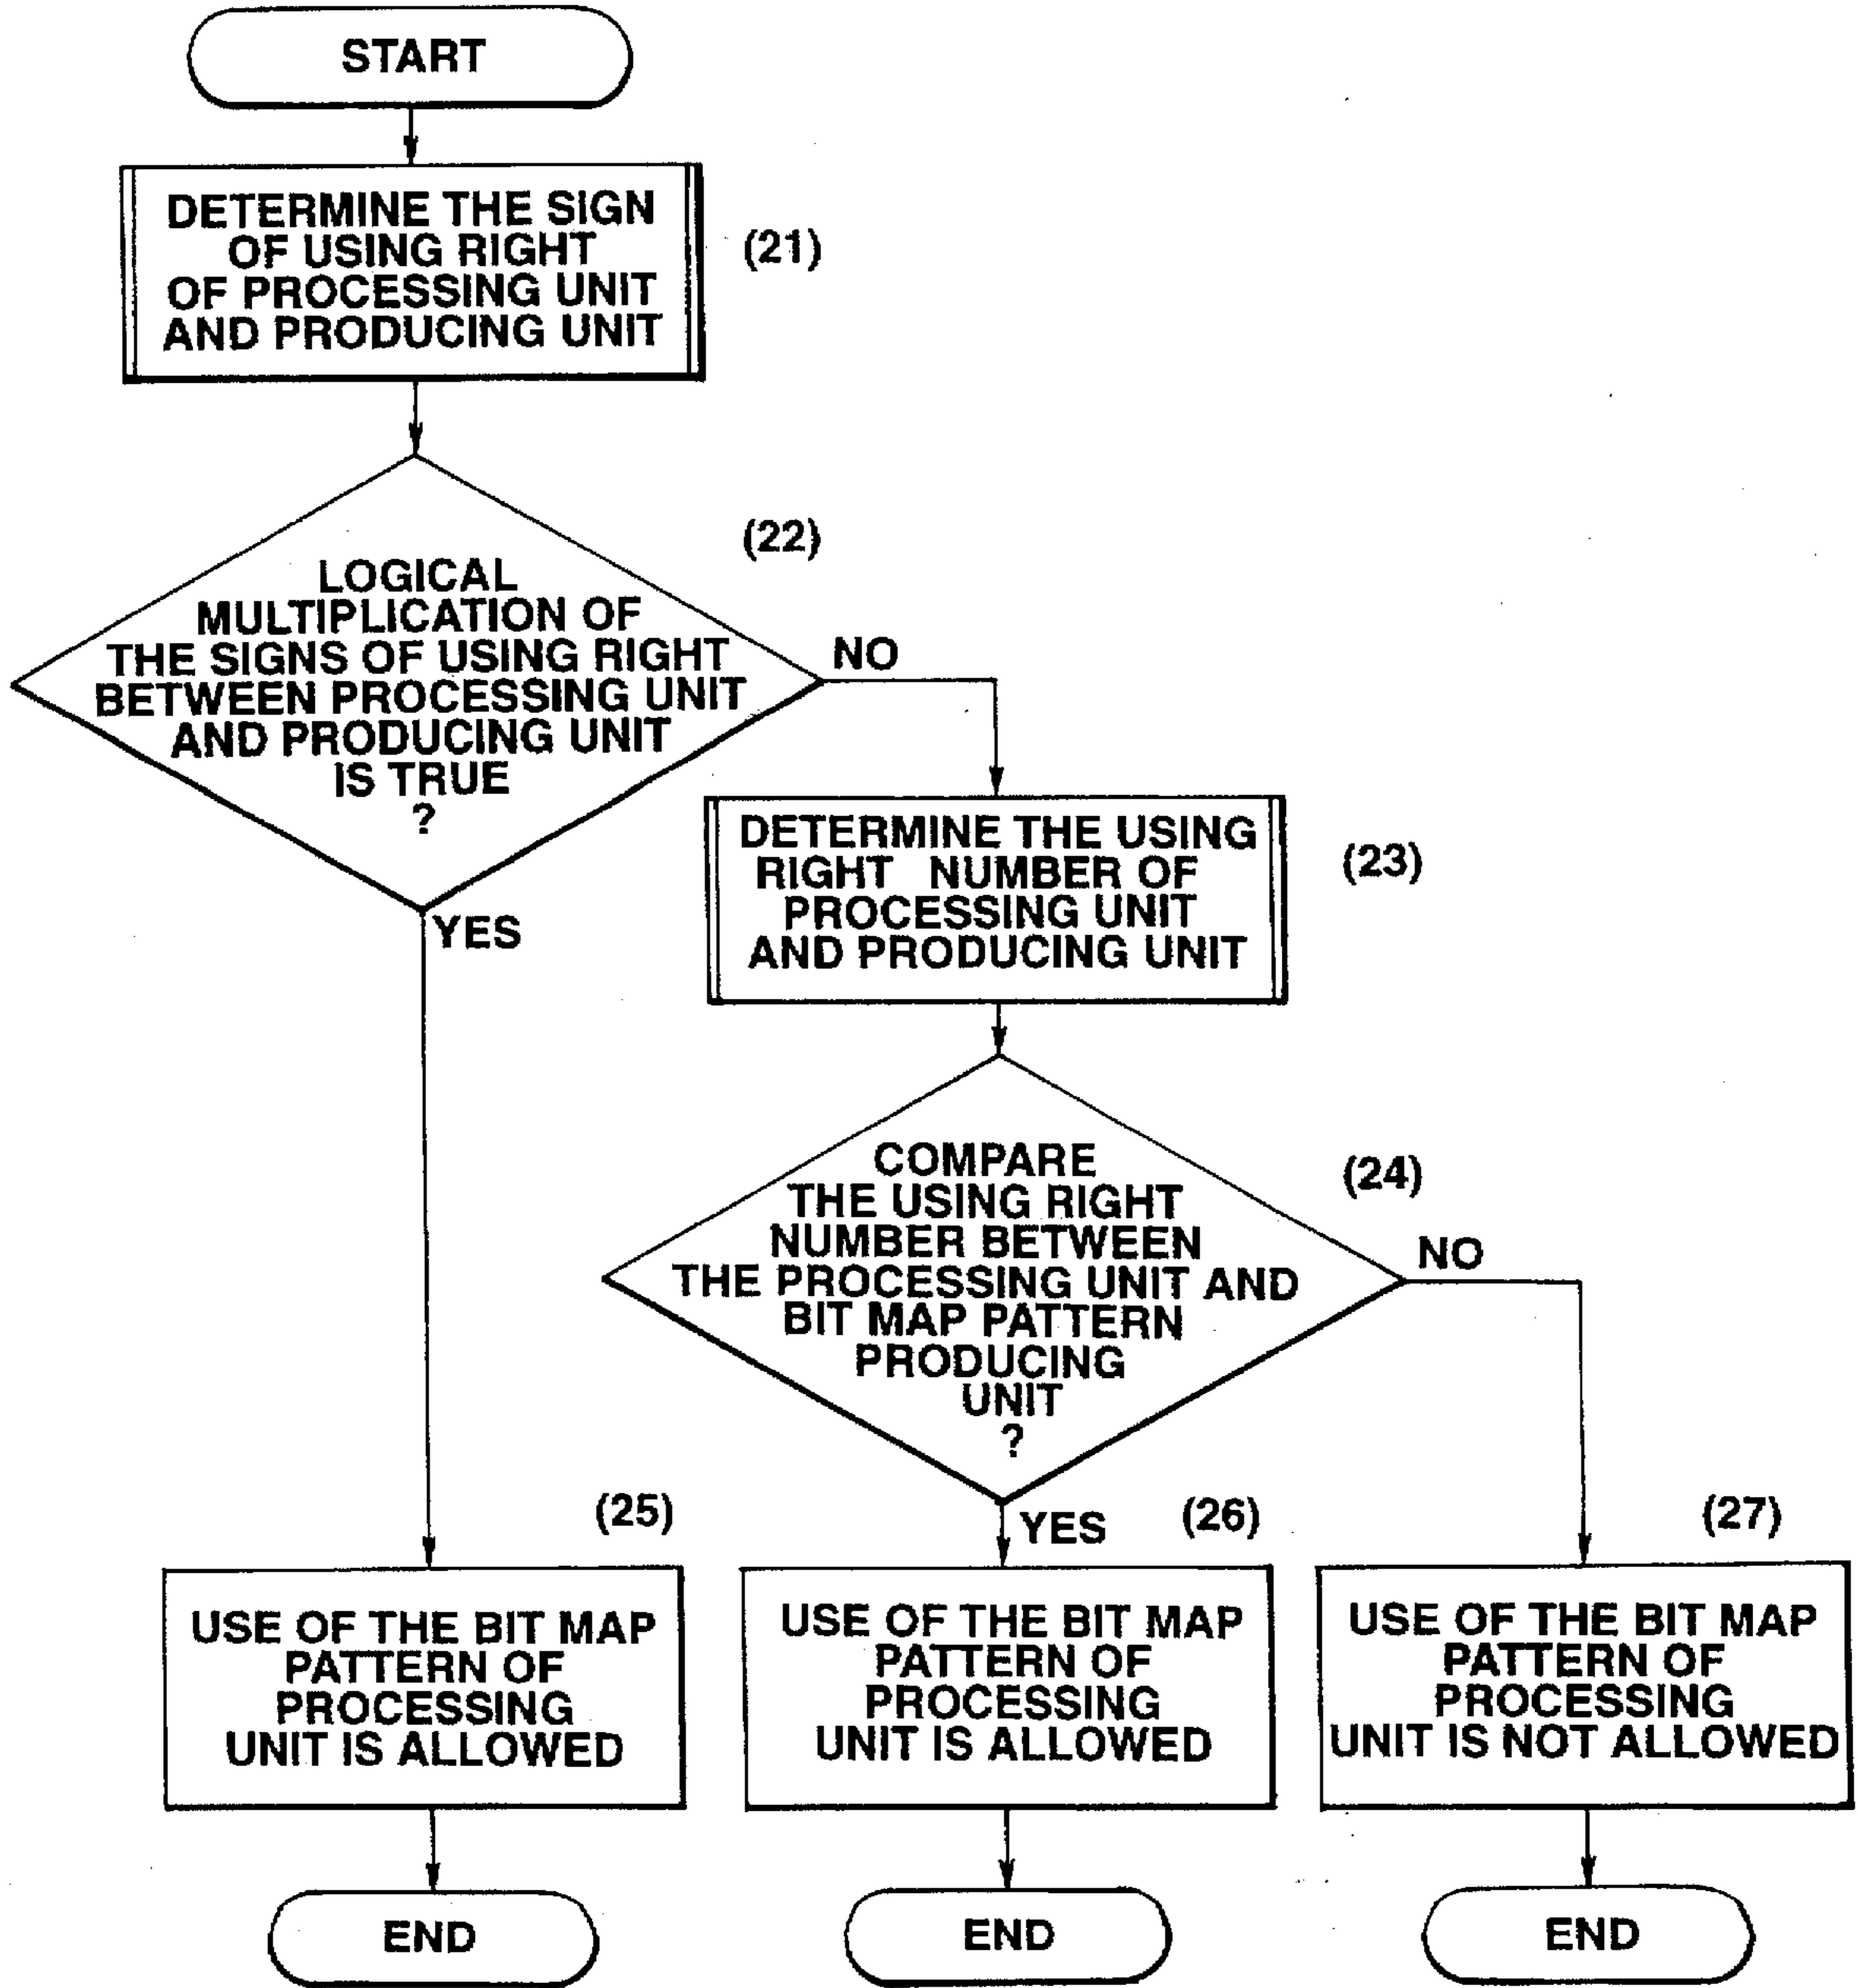 START
DETERMINE THE SIGN
OF USING RIGHT
OF PROCESSING UNIT
AND PRODUCING UNIT
(21)
LOGICAL
MULTIPLICATION OF
THE SIGNS OF USING RIGHT
BETWEEN PROCESSING UNIT
AND PRODUCING UNIT
IS TRUE
?
(22)
NO
YES
DETERMINE THE USING
RIGHT NUMBER OF
PROCESSING UNIT
AND PRODUCING UNIT
(23)
COMPARE
THE USING RIGHT
NUMBER BETWEEN
THE PROCESSING UNIT AND
BIT MAP PATTERN
PRODUCING
UNIT
?
(24)
NO
YES
(25)
USE OF THE BIT MAP
PATTERN OF
PROCESSING
UNIT IS ALLOWED
END
(26)
USE OF THE BIT MAP
PATTERN OF
PROCESSING
UNIT IS ALLOWED
END
(27)
USE OF THE BIT MAP
PATTERN OF
PROCESSING
UNIT IS NOT ALLOWED
END